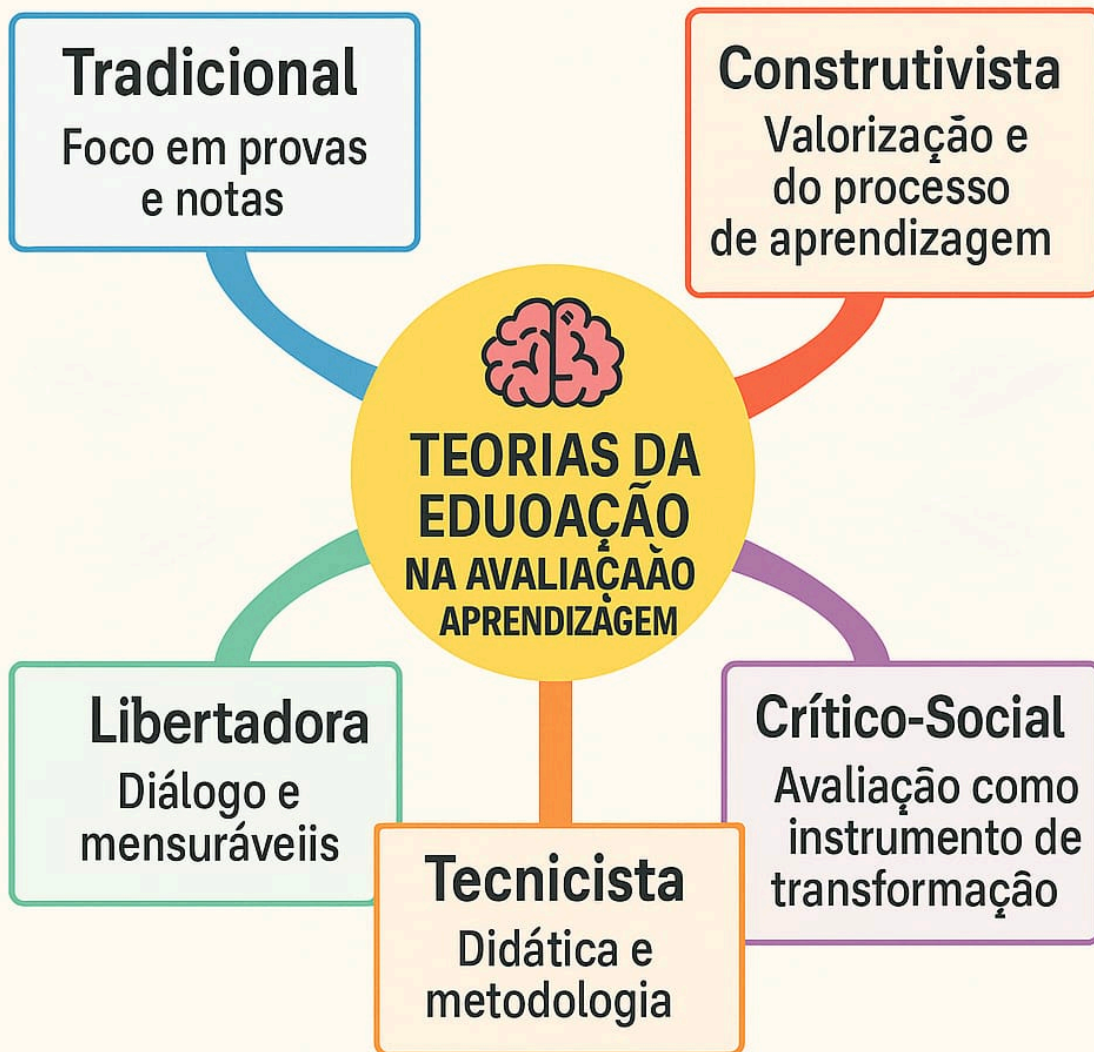 Tradicional
Foco em provas
e notas
Construtivista
Valorização e
do processo
de aprendizagem
TEORIAS DA
EDUOAÇÃO
NA AVALIAÇAÃO
APRENDIZAGEM
Libertadora
Diálogo e
mensuráveiis
Tecnicista
Didática e
metodologia
Crítico-Social
Avaliação como
instrumento de
transformação